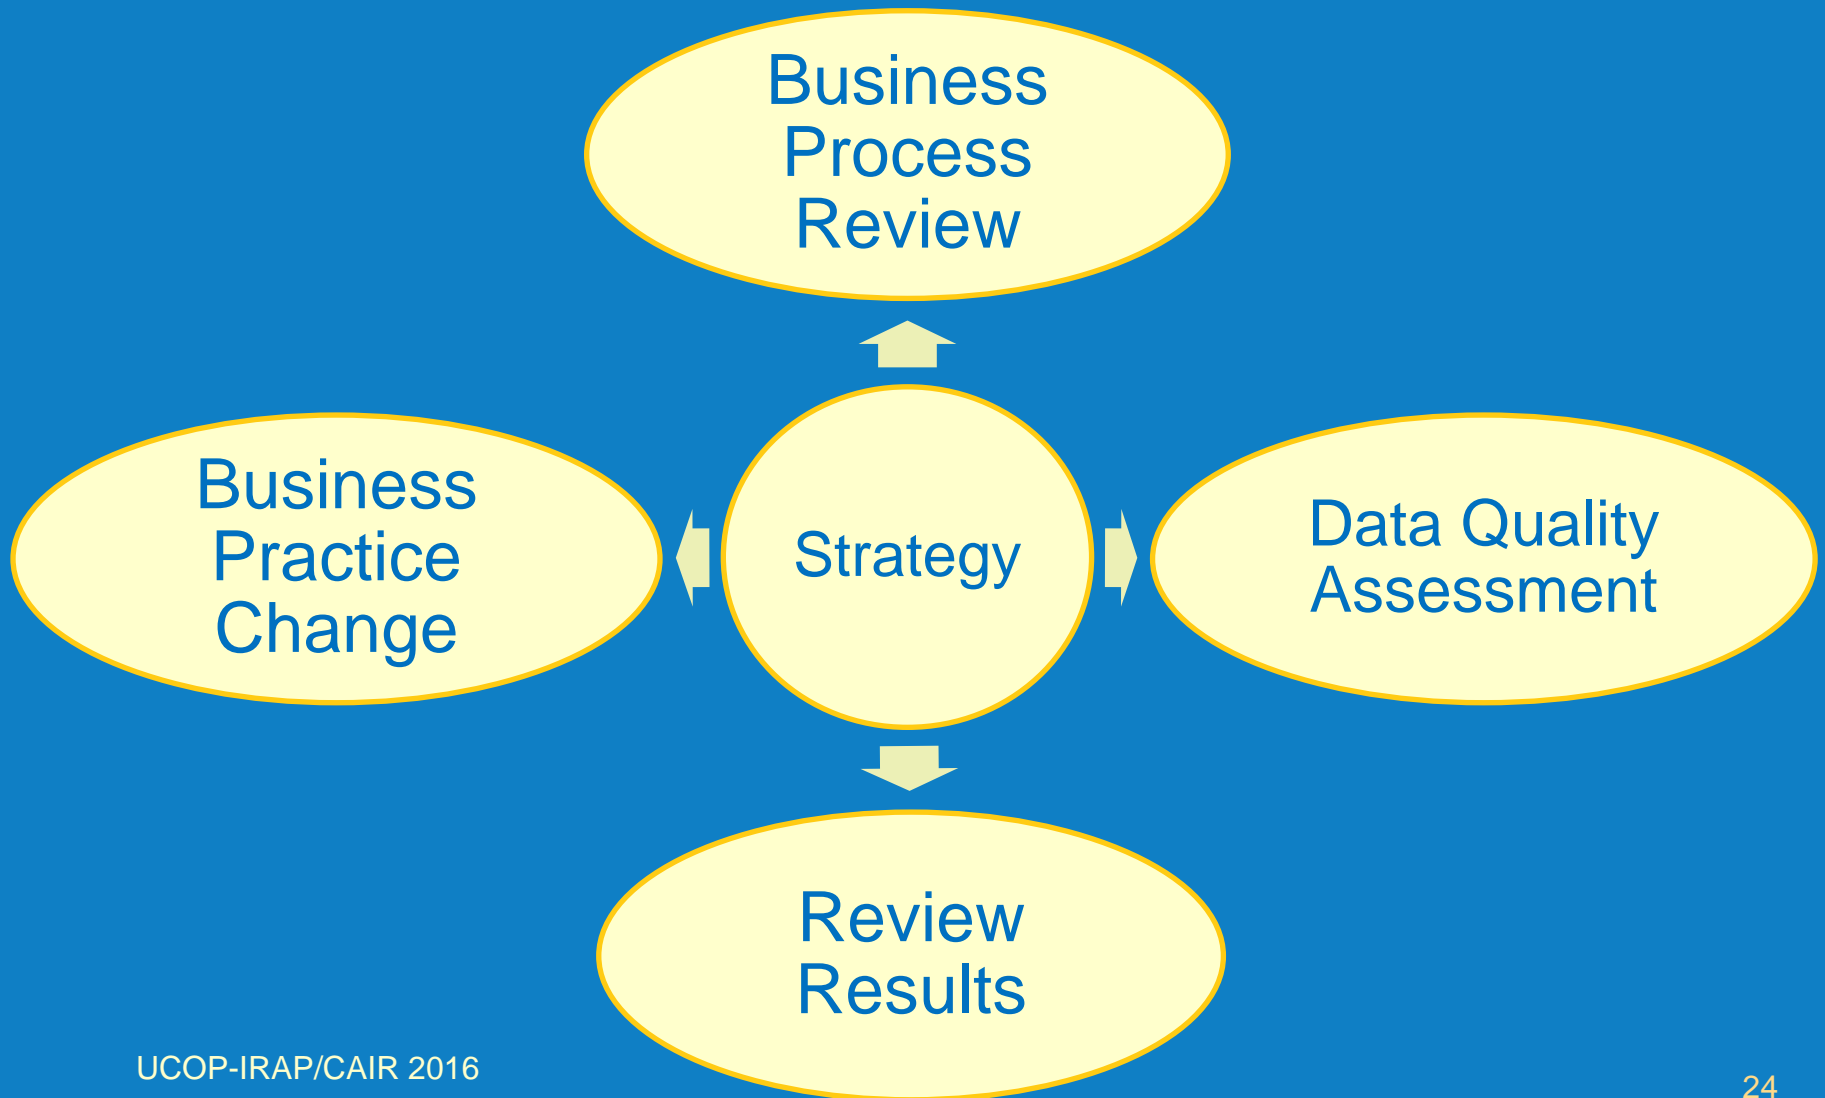 Business
Process
Review
Business
Practice
Change
Strategy
Data Quality
Assessment
Review
Results
UCOP-IRAP/CAIR 2016
24